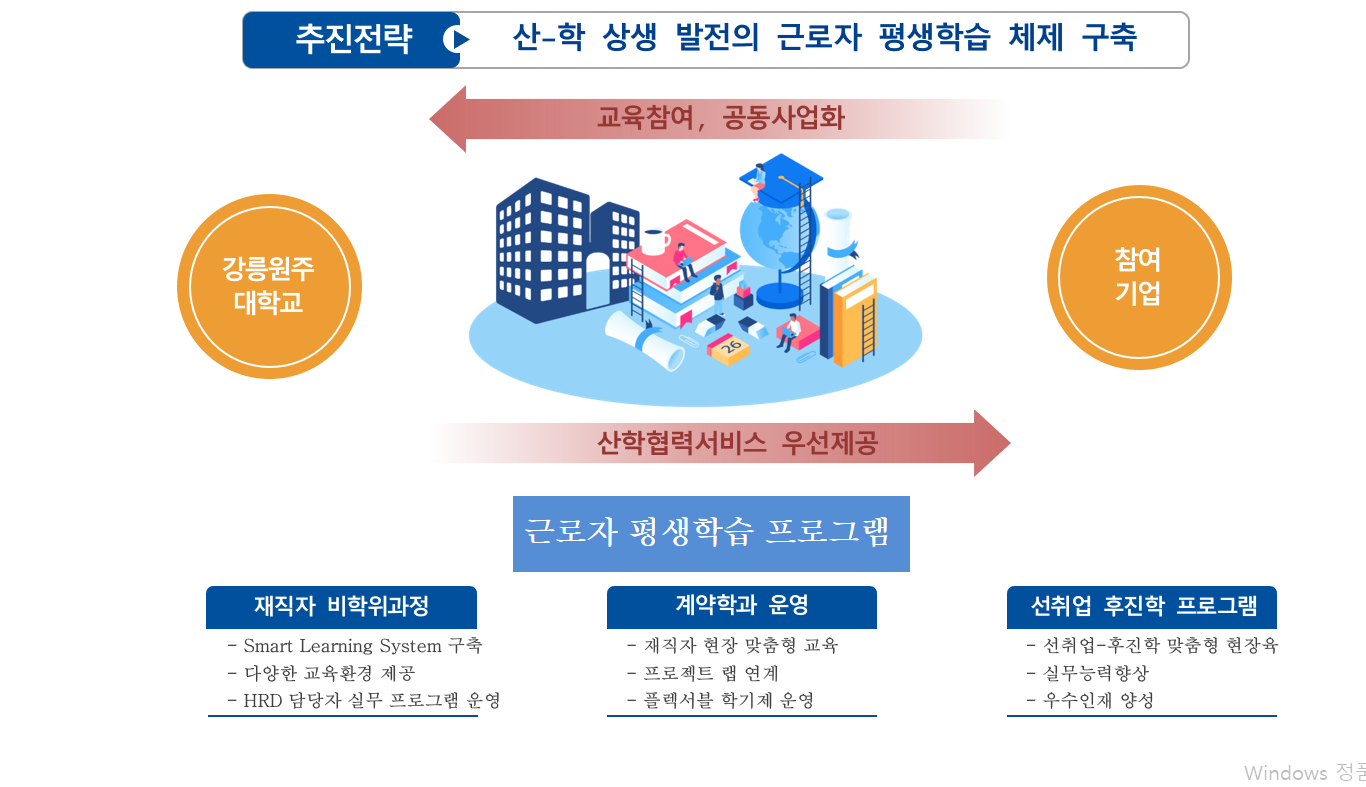 추진전략
산-학 상생 발전의 근로자 평생학습 체제 구축
교육참여, 공동사업화
강릉원주
대학교
참여
기업
26
산학협력서비스 우선제공
근로자 평생학습 프로그램
재직자 비학위과정
- Smart Learning System 구축
- 다양한 교육환경 제공
- HRD 담당자 실무 프로그램 운영
계약학과 운영
- 재직자 현장 맞춤형 교육
- 프로젝트 랩 연계
- 플렉서블 학기제 운영
선취업 후진학 프로그램
- 선취업-후진학 맞춤형 현장육
- 실무능력향상
- 우수인재 양성
Windows 정품